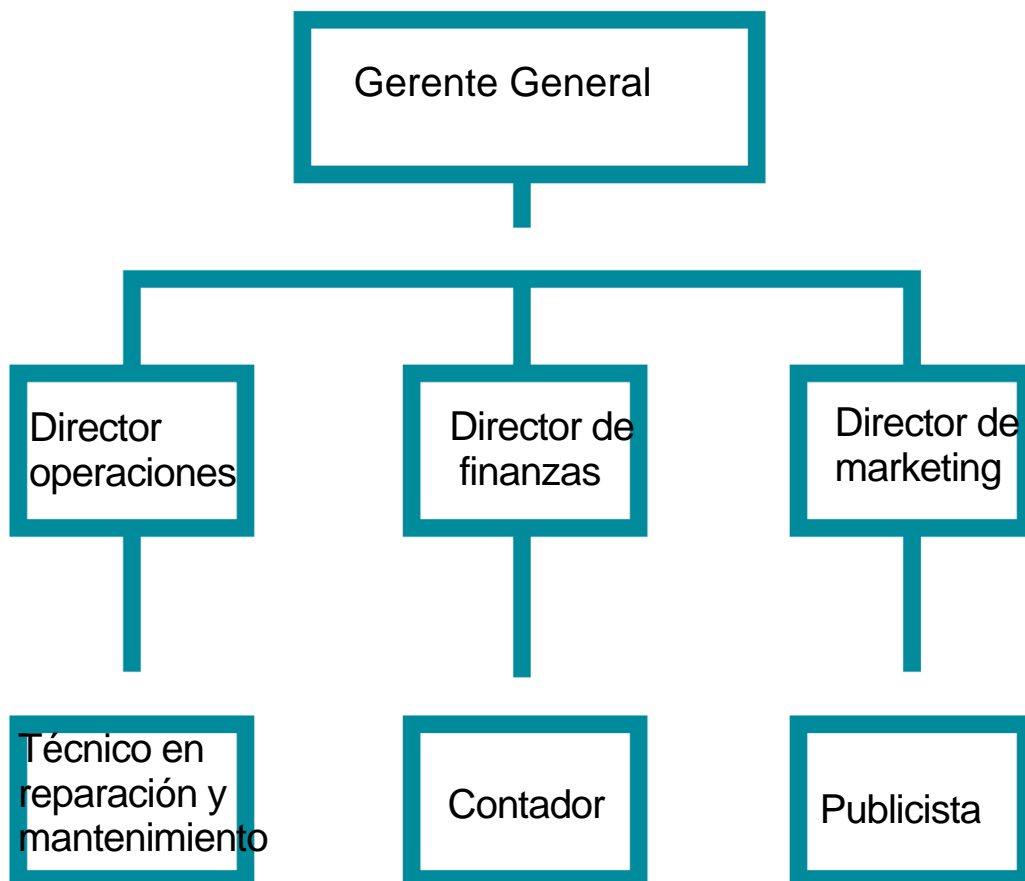 Gerente General
Director
operaciones
Director de
finanzas
Director de
marketing
Técnico en
reparación y
mantenimiento
Contador
Publicista